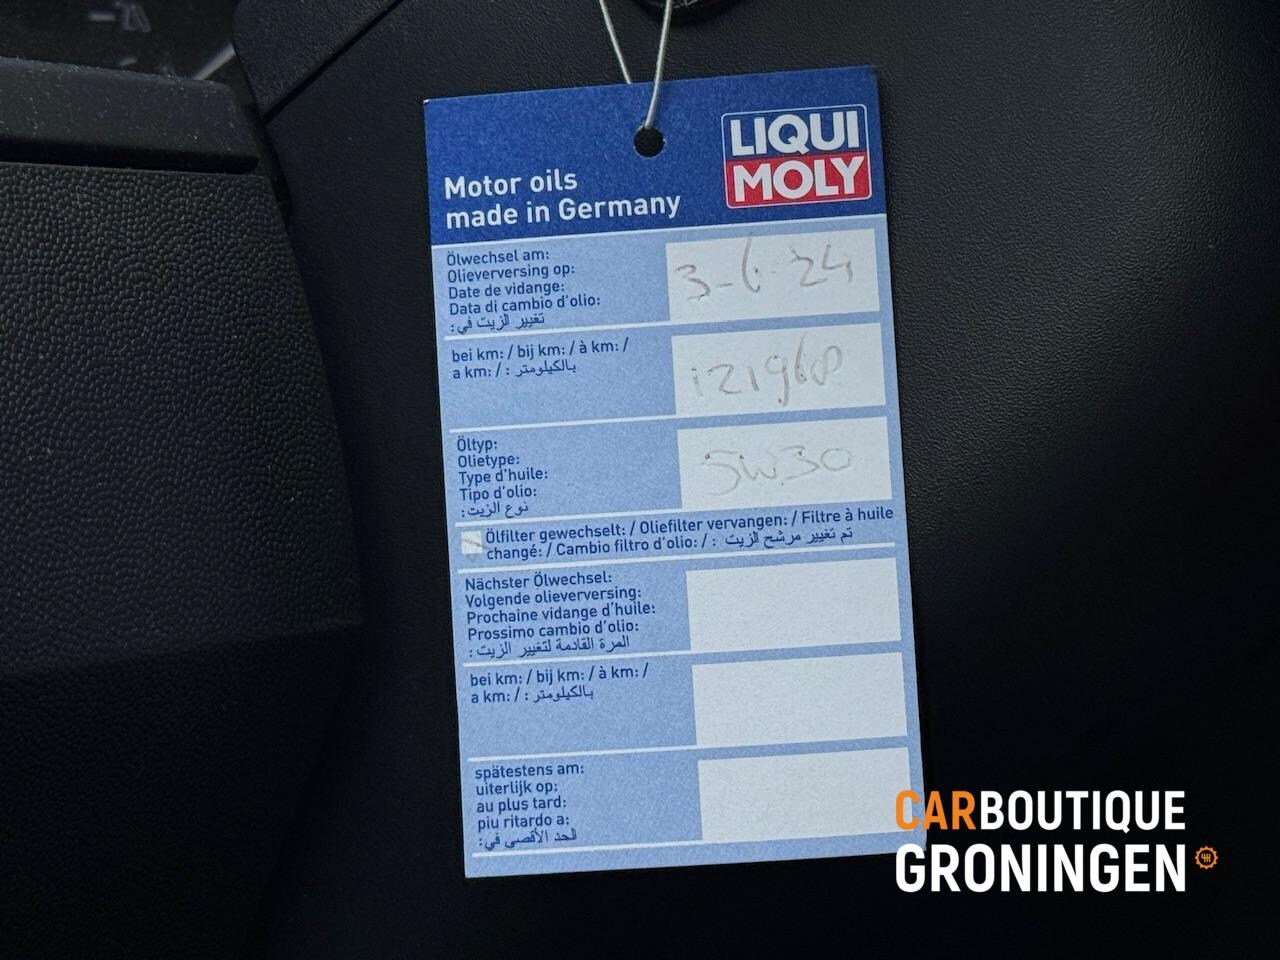 LIQUI
MOLY
Motor oils
made in Germany
Ölwechsel am:
Olieverversing op:
Date de vidange:
Data di cambio d'olio:
تغيير الزيت في:
3-6-24
bei km: / bij km: / à km: /
a km: / : بالكيلومتر
121968
Öltyp:
Olietype:
Type d'huile:
Tipo d'olio:
نوع الزيت:
5W30
Ölfilter gewechselt: / Oliefilter vervangen: / Filtre à huile
changé: / Cambio filtro d'olio: / : تم تغيير مرشح الزيت
Nächster Ölwechsel:
Volgende olieverversing:
Prochaine vidange d'huile:
Prossimo cambio d'olio:
المرة القادمة لتغيير الزيت:
bei km: / bij km: / à km: /
a km: / : بالكيلومتر
spätestens am:
uiterlijk op:
au plus tard:
piu ritardo a:
الحد الأقصى في:
CARBOUTIQUE
GRONINGEN